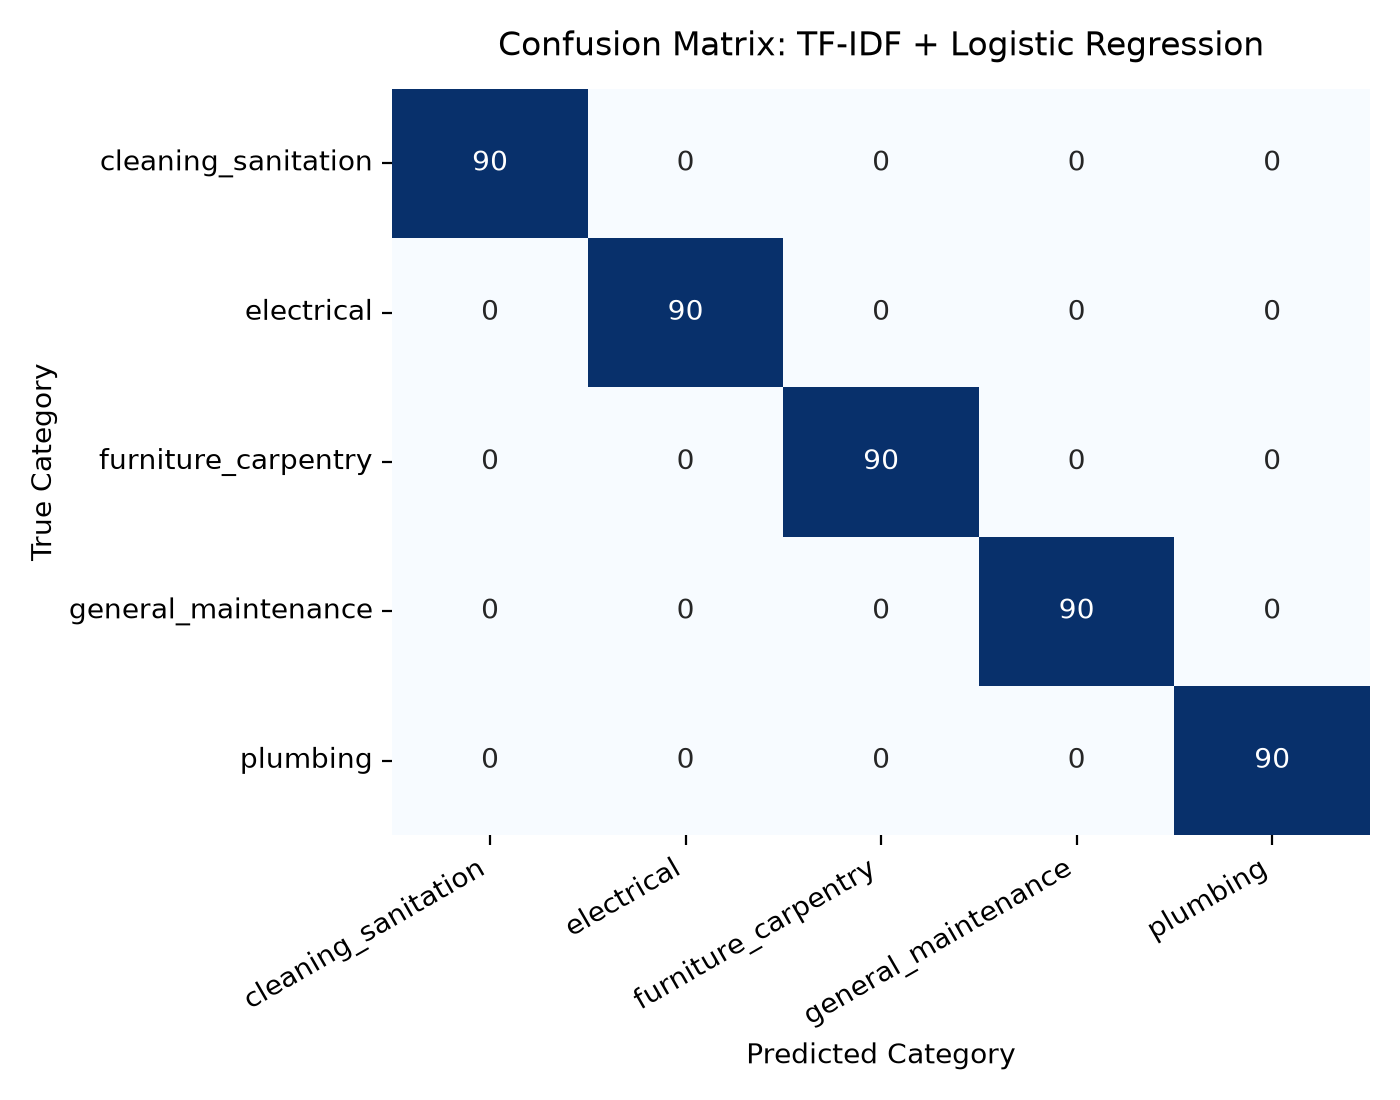 Confusion Matrix: TF-IDF + Logistic Regression
True Category
cleaning_sanitation 90 0 0 0 0
electrical 0 90 0 0 0
furniture_carpentry 0 0 90 0 0
general_maintenance 0 0 0 90 0
plumbing 0 0 0 0 90
cleaning_sanitation electrical furniture_carpentry general_maintenance plumbing
Predicted Category